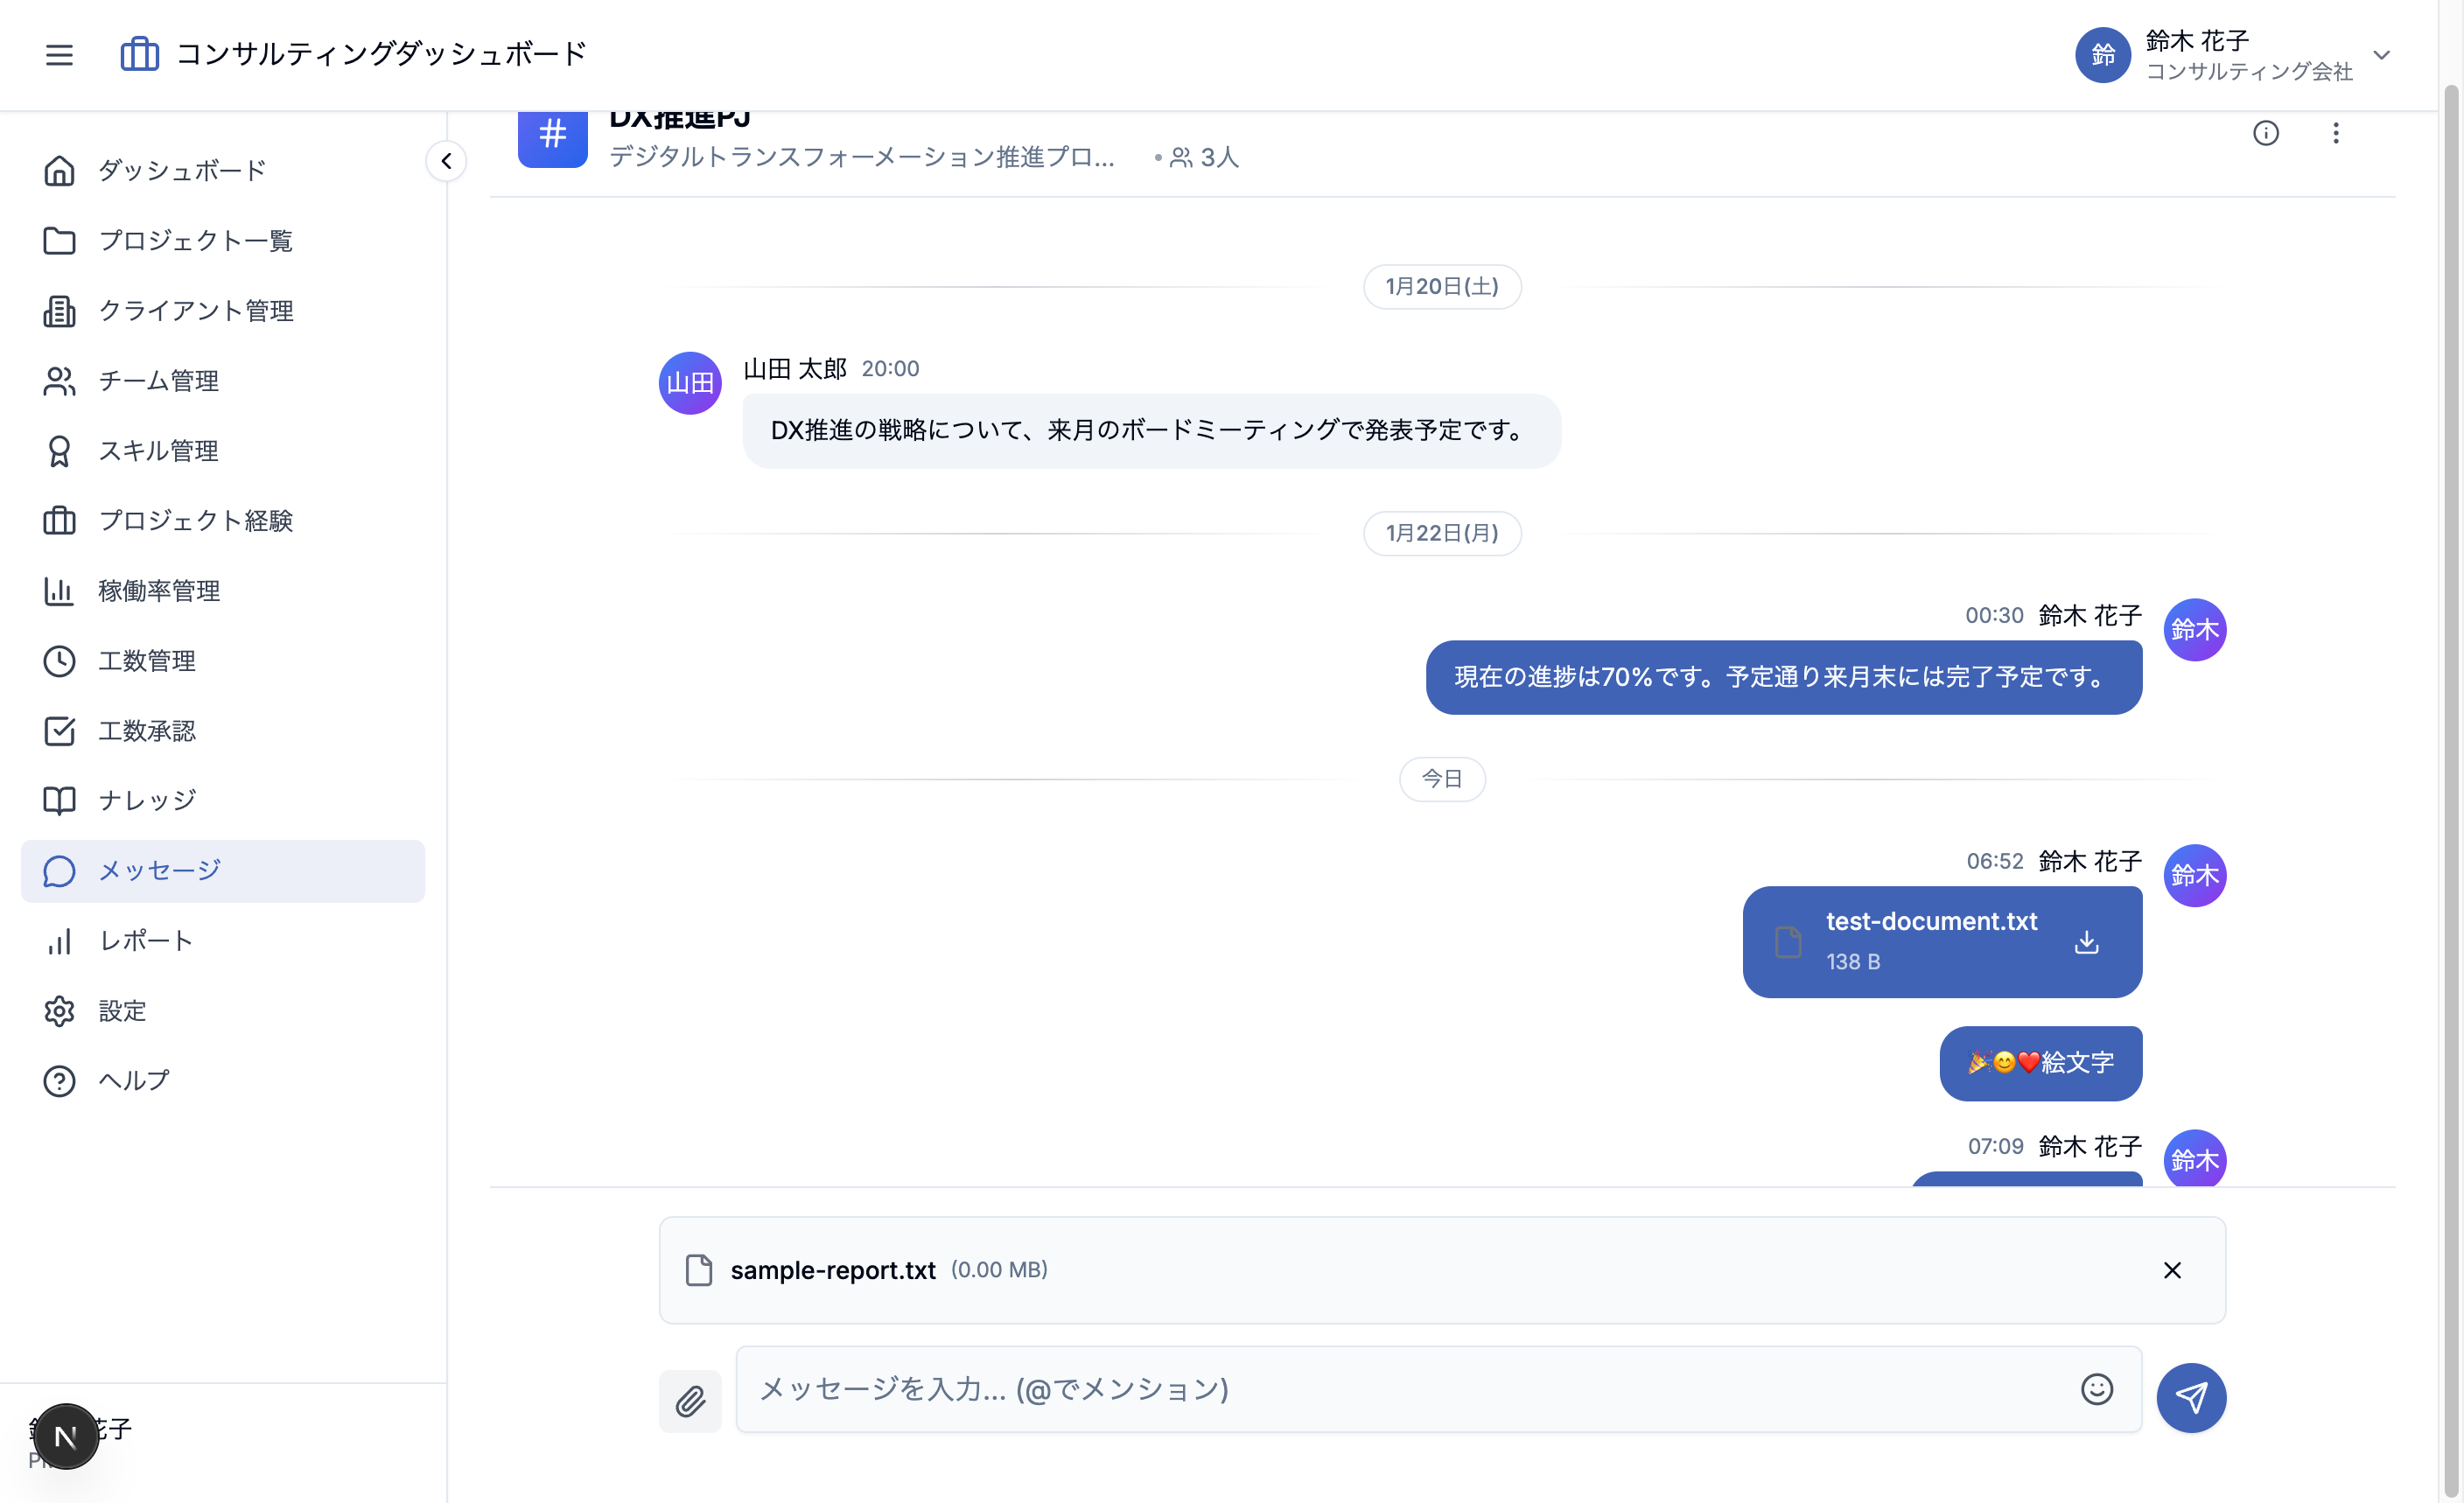 コンサルティングダッシュボード
鈴
鈴木 花子
コンサルティング会社
ダッシュボード
プロジェクト一覧
クライアント管理
チーム管理
スキル管理
プロジェクト経験
稼働率管理
工数管理
工数承認
ナレッジ
メッセージ
レポート
設定
ヘルプ
花子
N
#
DX推進PJ
デジタルトランスフォーメーション推進プロ...
• 3人
1月20日(土)
山田
山田 太郎 20:00
DX推進の戦略について、来月のボードミーティングで発表予定です。
1月22日(月)
00:30 鈴木 花子
鈴木
現在の進捗は70%です。予定通り来月末には完了予定です。
今日
06:52 鈴木 花子
鈴木
test-document.txt
138 B
🎉😊❤️絵文字
07:09 鈴木 花子
鈴木
sample-report.txt (0.00 MB)
メッセージを入力... (@でメンション)